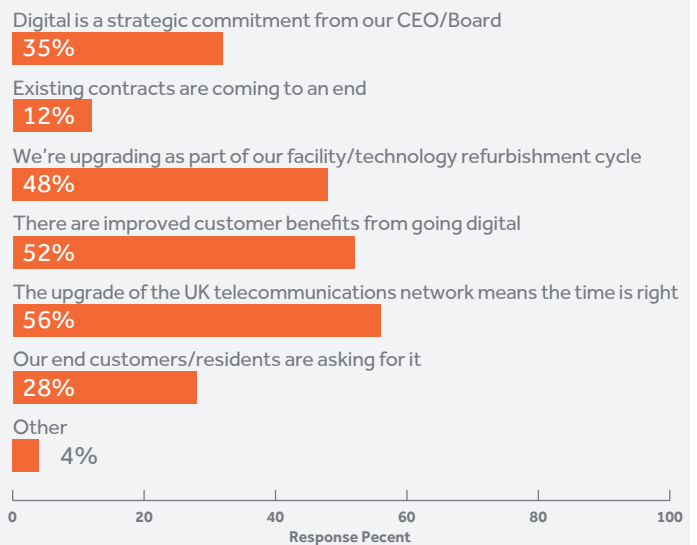 Digital is a strategic commitment from our CEO/Board
35%
Existing contracts are coming to an end
12%
We're upgrading as part of our facility/technology refurbishment cycle
48%
There are improved customer benefits from going digital
52%
The upgrade of the UK telecommunications network means the time is right
56%
Our end customers/residents are asking for it
28%
Other
4%
0 20 40 60 80 100
Response Pecent